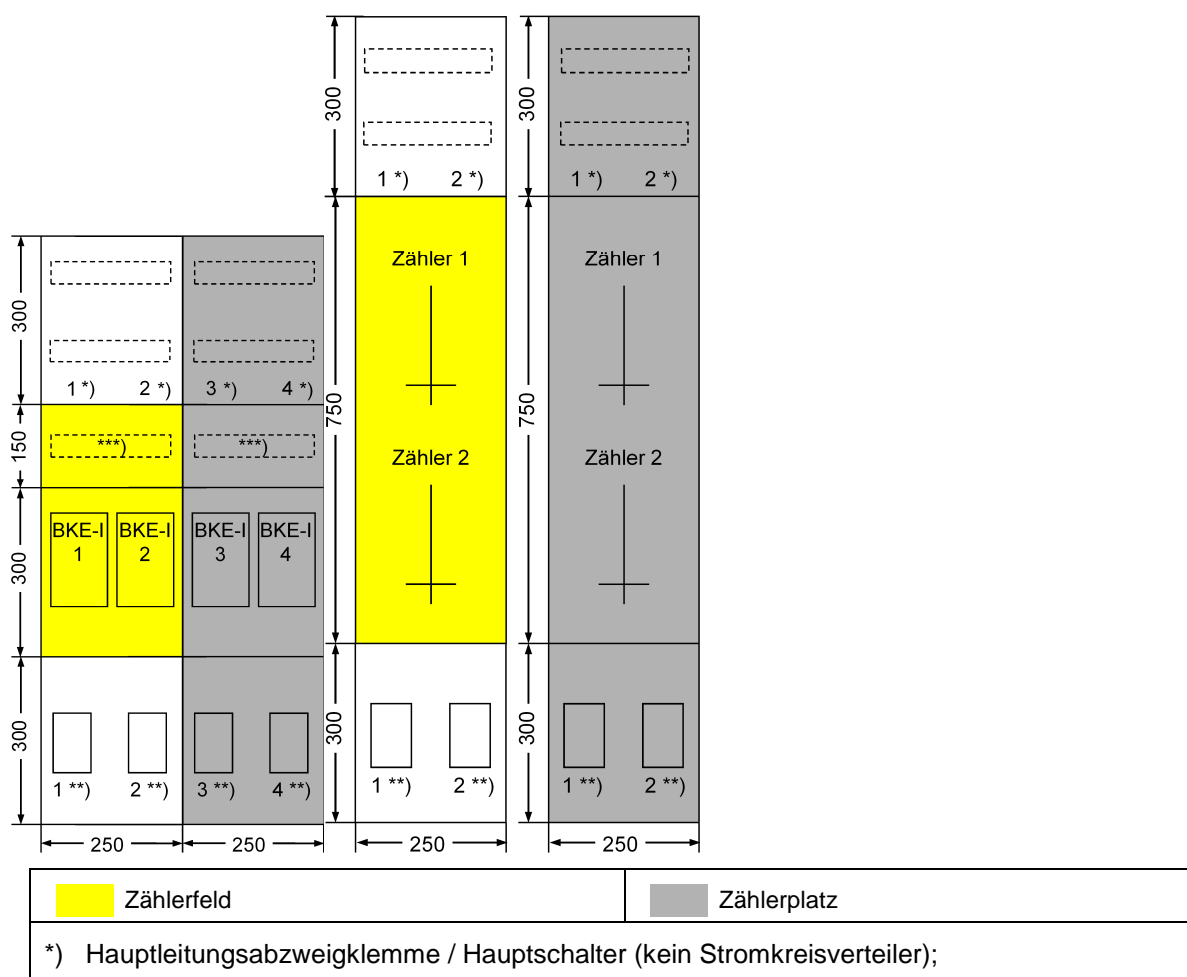 300
1 *) 2 *)
300
1 *) 2 *)
300
1 *) 2 *)
3 *) 4 *)
750
Zähler 1
Zähler 2
750
Zähler 1
Zähler 2
150
***)
***)
300
BKE-I
1
BKE-I
2
BKE-I
3
BKE-I
4
300
1 **) 2 **)
3 **) 4 **)
300
1 **) 2 **)
300
1 **) 2 **)
250
250
250
250
Zählerfeld
Zählerplatz
*) Hauptleitungsabzweigklemme / Hauptschalter (kein Stromkreisverteiler);